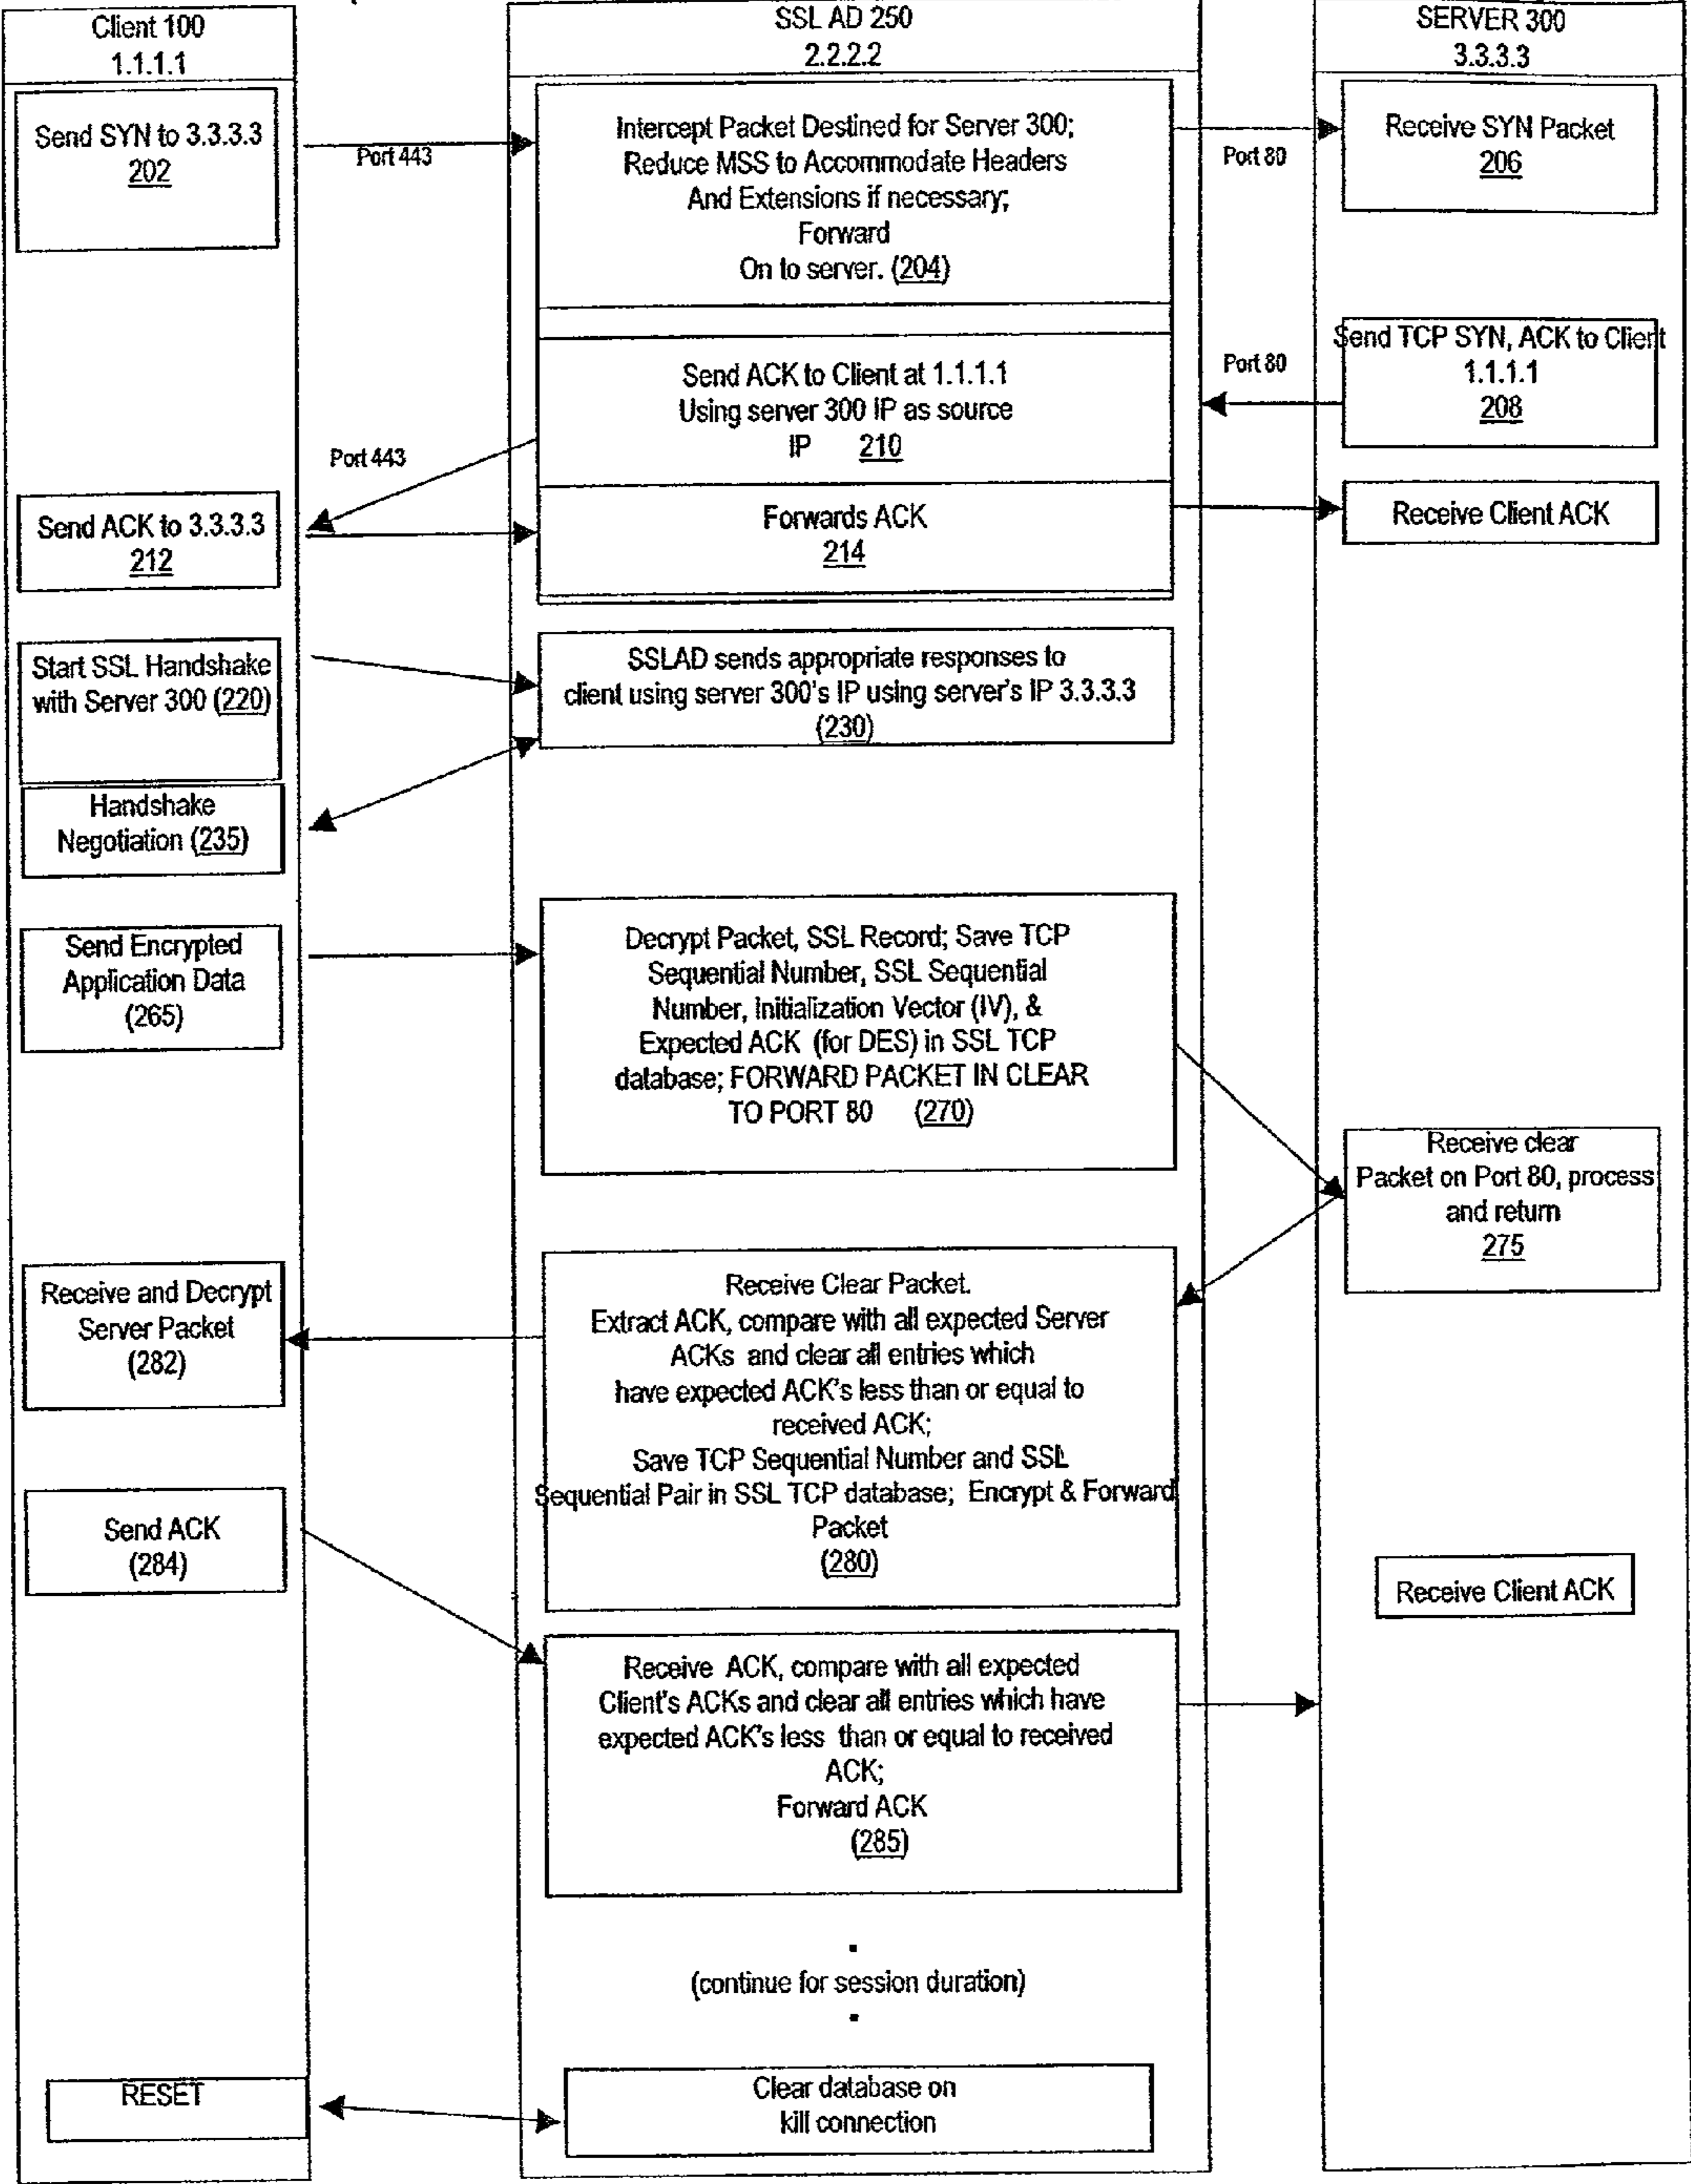 Client 100
1.1.1.1
SSL AD 250
2.2.2.2
SERVER 300
3.3.3.3
Send SYN to 3.3.3.3
202
Port 443
Intercept Packet Destined for Server 300;
Reduce MSS to Accommodate Headers
And Extensions if necessary;
Forward
On to server. (204)
Port 80
Receive SYN Packet
206
Send TCP SYN, ACK to Client
1.1.1.1
208
Port 80
Send ACK to Client at 1.1.1.1
Using server 300 IP as source
IP 210
Port 443
Send ACK to 3.3.3.3
212
Forwards ACK
214
Receive Client ACK
Start SSL Handshake
with Server 300 (220)
SSLAD sends appropriate responses to
client using server 300's IP using server's IP 3.3.3.3
(230)
Handshake
Negotiation (235)
Send Encrypted
Application Data
(265)
Decrypt Packet, SSL Record; Save TCP
Sequential Number, SSL Sequential
Number, Initialization Vector (IV), &
Expected ACK (for DES) in SSL TCP
database; FORWARD PACKET IN CLEAR
TO PORT 80 (270)
Receive clear
Packet on Port 80, process
and return
275
Receive and Decrypt
Server Packet
(282)
Receive Clear Packet.
Extract ACK, compare with all expected Server
ACKs and clear all entries which
have expected ACK's less than or equal to
received ACK;
Save TCP Sequential Number and SSL
Sequential Pair in SSL TCP database; Encrypt & Forward
Packet
(280)
Send ACK
(284)
Receive Client ACK
Receive ACK, compare with all expected
Client's ACKs and clear all entries which have
expected ACK's less than or equal to received
ACK;
Forward ACK
(285)
(continue for session duration)
RESET
Clear database on
kill connection